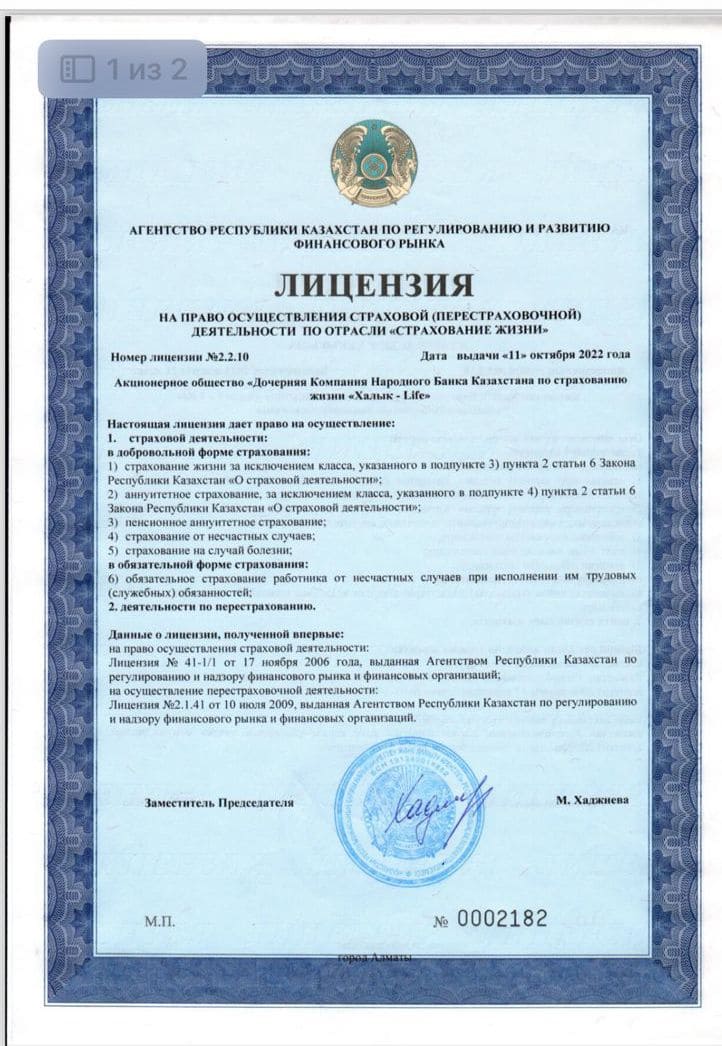 1 из 2
АГЕНТСТВО РЕСПУБЛИКИ КАЗАХСТАН ПО РЕГУЛИРОВАНИЮ И РАЗВИТИЮ
ФИНАНСОВОГО РЫНКА
ЛИЦЕНЗИЯ
НА ПРАВО ОСУЩЕСТВЛЕНИЯ СТРАХОВОЙ (ПЕРЕСТРАХОВОЧНОЙ)
ДЕЯТЕЛЬНОСТИ ПО ОТРАСЛИ «СТРАХОВАНИЕ ЖИЗНИ»
Номер лицензии №2.2.10 Дата выдачи «11» октября 2022 года
Акционерное общество «Дочерняя Компания Народного Банка Казахстана по страхованию
жизни «Халык - Life»
Настоящая лицензия дает право на осуществление:
1. страховой деятельности:
в добровольной форме страхования:
1) страхование жизни за исключением класса, указанного в подпункте 3) пункта 2 статьи 6 Закона
Республики Казахстан «О страховой деятельности»;
2) аннуитетное страхование, за исключением класса, указанного в подпункте 4) пункта 2 статьи 6
Закона Республики Казахстан «О страховой деятельности»;
3) пенсионное аннуитетное страхование;
4) страхование от несчастных случаев;
5) страхование на случай болезни;
в обязательной форме страхования:
6) обязательное страхование работника от несчастных случаев при исполнении им трудовых
(служебных) обязанностей;
2. деятельности по перестрахованию.
Данные о лицензии, полученной впервые:
на право осуществления страховой деятельности:
Лицензия № 41-1/1 от 17 ноября 2006 года, выданная Агентством Республики Казахстан по
регулированию и надзору финансового рынка и финансовых организаций;
на осуществление перестраховочной деятельности:
Лицензия №2.1.41 от 10 июля 2009, выданная Агентством Республики Казахстан по регулированию
и надзору финансового рынка и финансовых организаций.
Заместитель Председателя М. Хаджиева
М.П. № 0002182
город Алматы